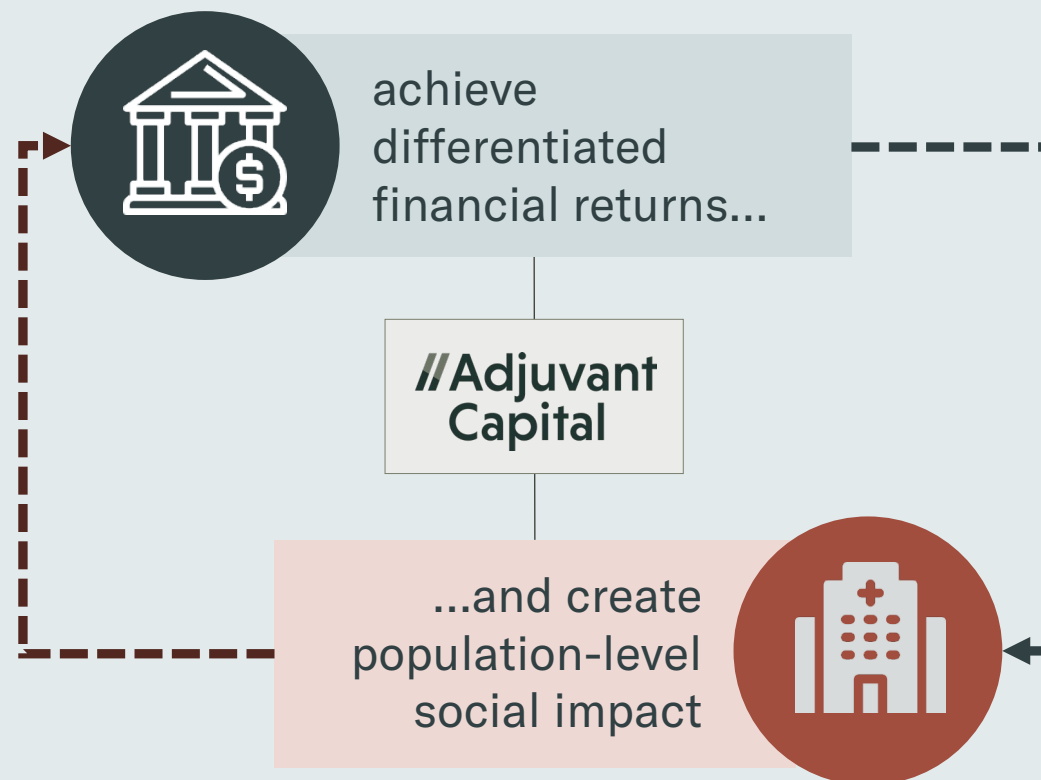 achieve
differentiated
financial returns...
$
Adjuvant
Capital
...and create
population-level
social impact